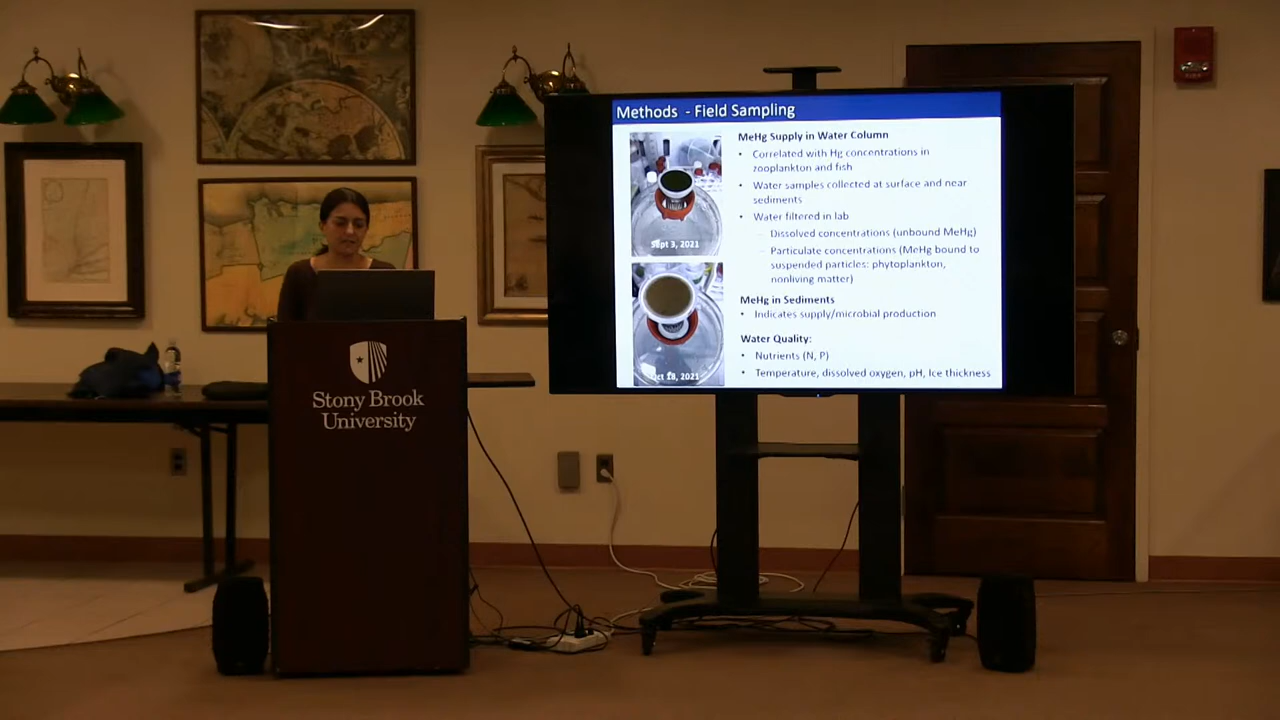 Methods - Field Sampling
MeHg Supply in Water Column
• Correlated with Hg concentrations in
zooplankton and fish
• Water samples collected at surface and near
sediments
• Water filtered in lab
– Dissolved concentrations (unbound MeHg)
– Particulate concentrations (MeHg bound to
suspended particles: phytoplankton,
nonliving matter)
MeHg in Sediments
• Indicates supply/microbial production
Water Quality:
• Nutrients (N, P)
• Temperature, dissolved oxygen, pH, Ice thickness
Sept 3, 2021
Oct 18, 2021
Stony Brook
University